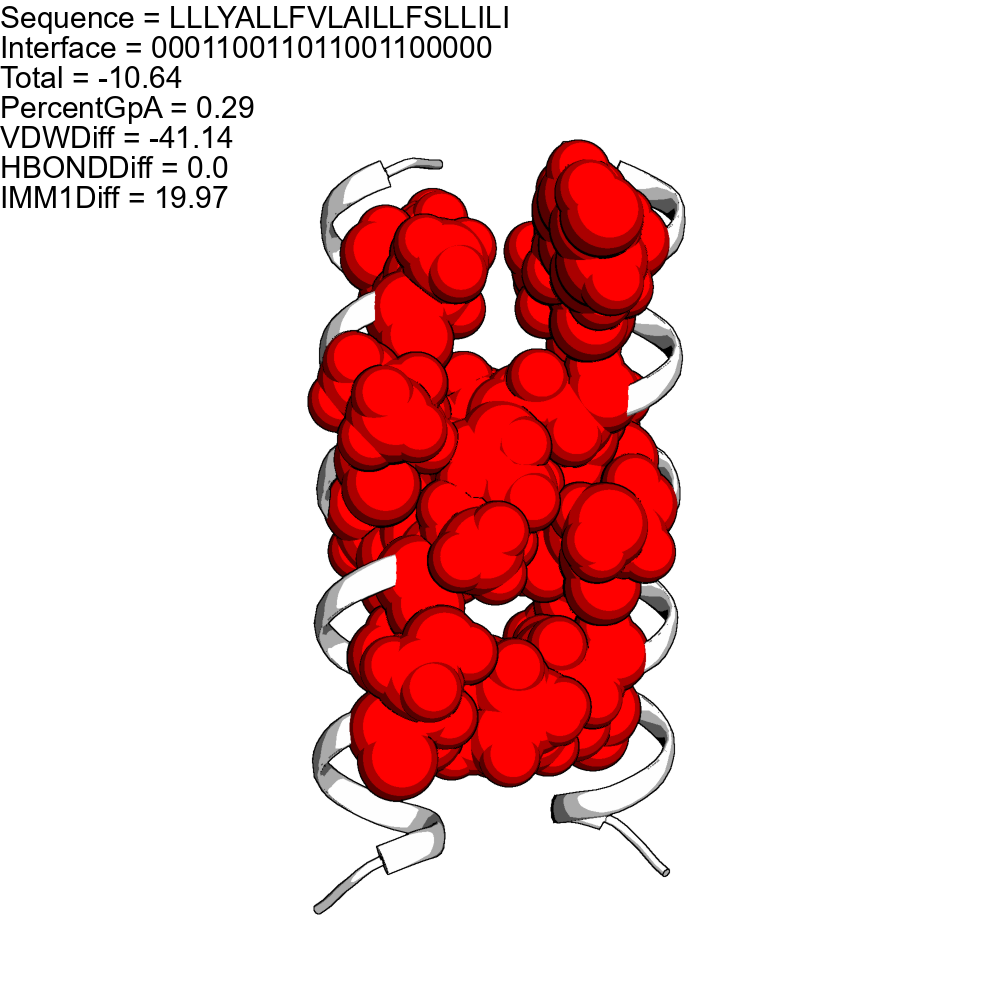 Sequence = LLLYALLFVLAILLFSLLILI
Interface = 000110011011001100000
Total = -10.64
PercentGpA = 0.29
VDWDiff = -41.14
HBONDDiff = 0.0
IMM1Diff = 19.97